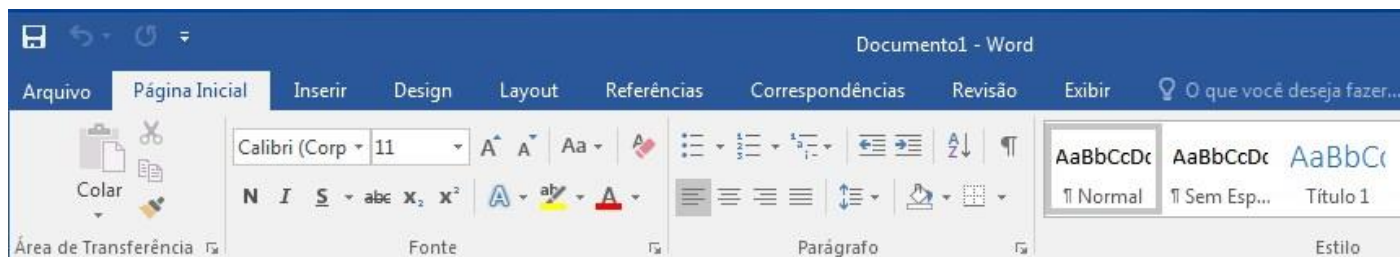 Documento1 - Word
Arquivo Página Inicial Inserir Design Layout Referências Correspondências Revisão Exibir O que você deseja fazer...
Calibri (Corp 11 A A Aa A AaBbCcDc AaBbCcDc AaBbC
Colar N I S abc X₂ X² A ab A ¶ Normal ¶ Sem Esp... Título 1
Área de Transferência Fonte Parágrafo Estilo